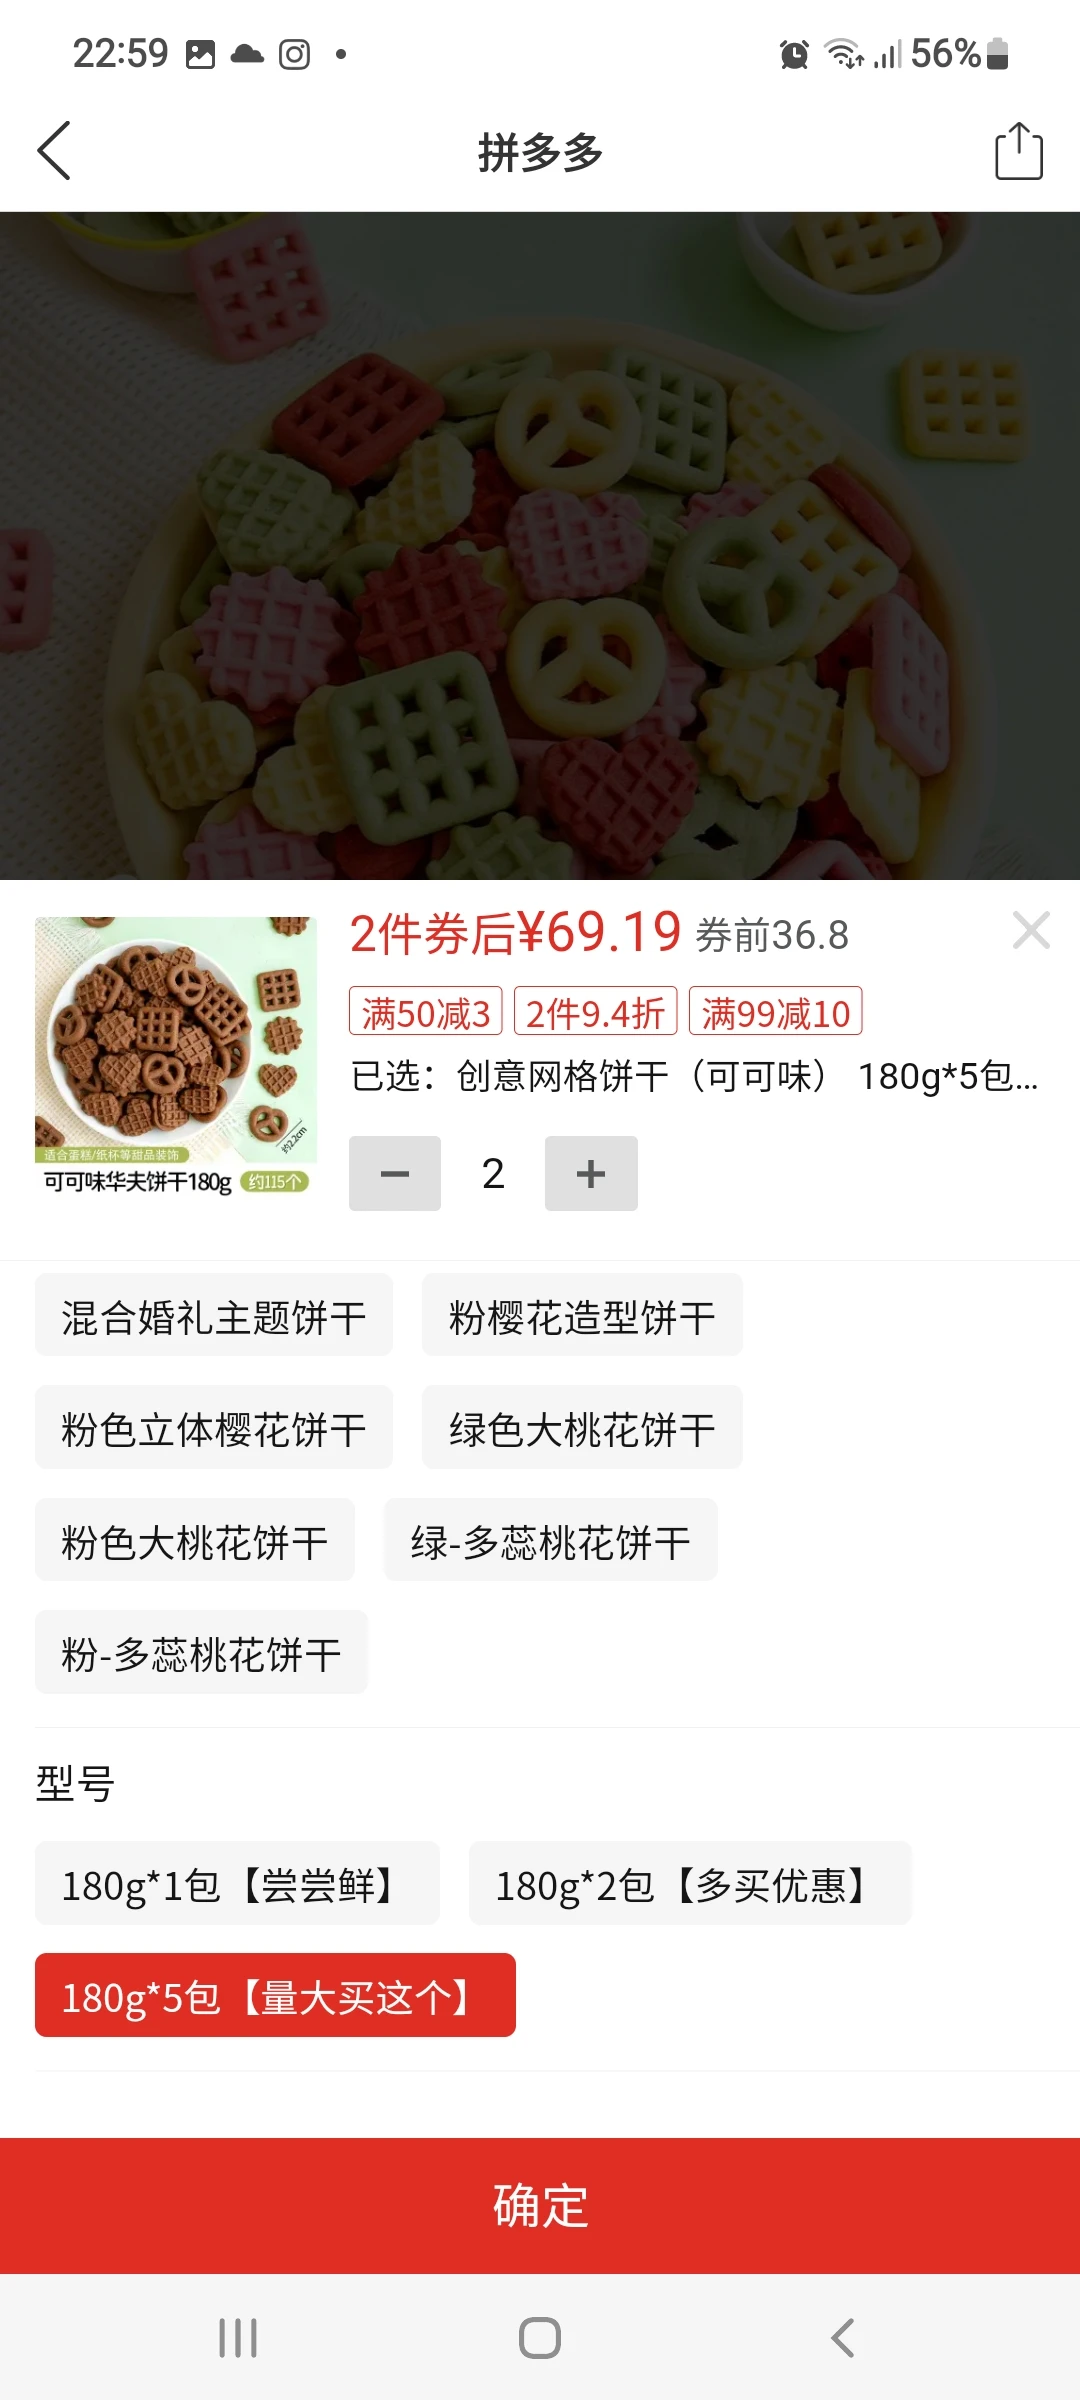 22:59 56%
拼多多
2件券后¥69.19 券前36.8
满50减3 2件9.4折 满99减10
已选：创意网格饼干（可可味） 180g*5包...
约2.2cm
适合蛋糕/纸杯等甜品装饰
可可味华夫饼干180g 约115个
− 2 +
混合婚礼主题饼干 粉樱花造型饼干
粉色立体樱花饼干 绿色大桃花饼干
粉色大桃花饼干 绿-多蕊桃花饼干
粉-多蕊桃花饼干
型号
180g*1包【尝尝鲜】 180g*2包【多买优惠】
180g*5包【量大买这个】
确定